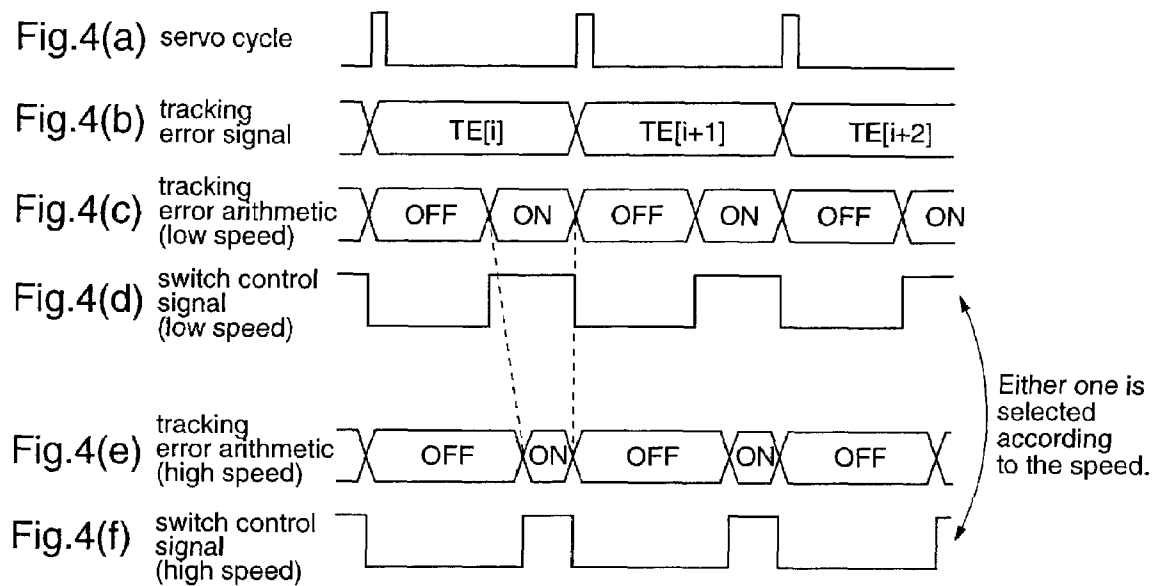 Fig.4(a) servo cycle
Fig.4(b) tracking
error signal
TE[i] TE[i+1] TE[i+2]
Fig.4(c) tracking
error arithmetic
(low speed)
OFF ON OFF ON OFF ON
Fig.4(d) switch control
signal
(low speed)
Either one is
selected
according
to the speed.
Fig.4(e) tracking
error arithmetic
(high speed)
OFF ON OFF ON OFF
Fig.4(f) switch control
signal
(high speed)